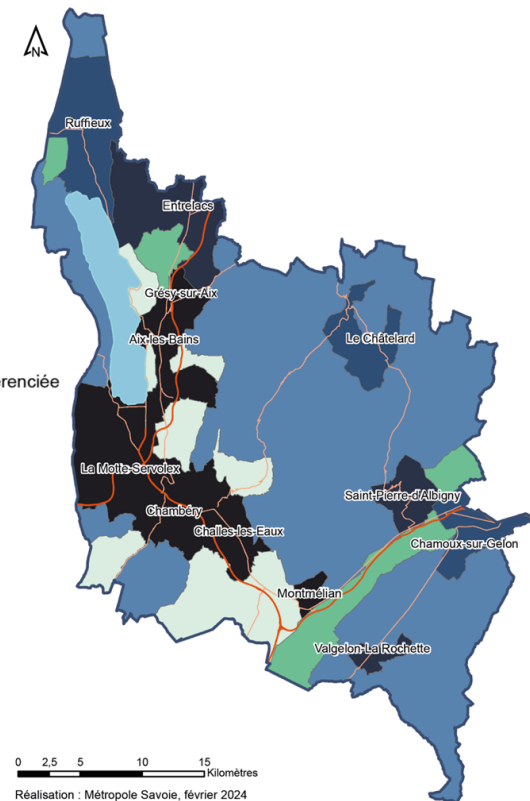 N
Ruffieux
Entrelacs
Grésy-sur-Aix
Aix-les-Bains
Le Châtelard
érenciée
La Motte-Servolex
Saint-Pierre-d'Albigny
Chambéry
Challes-les-Eaux
Chamoux-sur-Gelon
Montmélian
Valgelon-La Rochette
0 2,5 5 10 15
Kilomètres
Réalisation : Métropole Savoie, février 2024